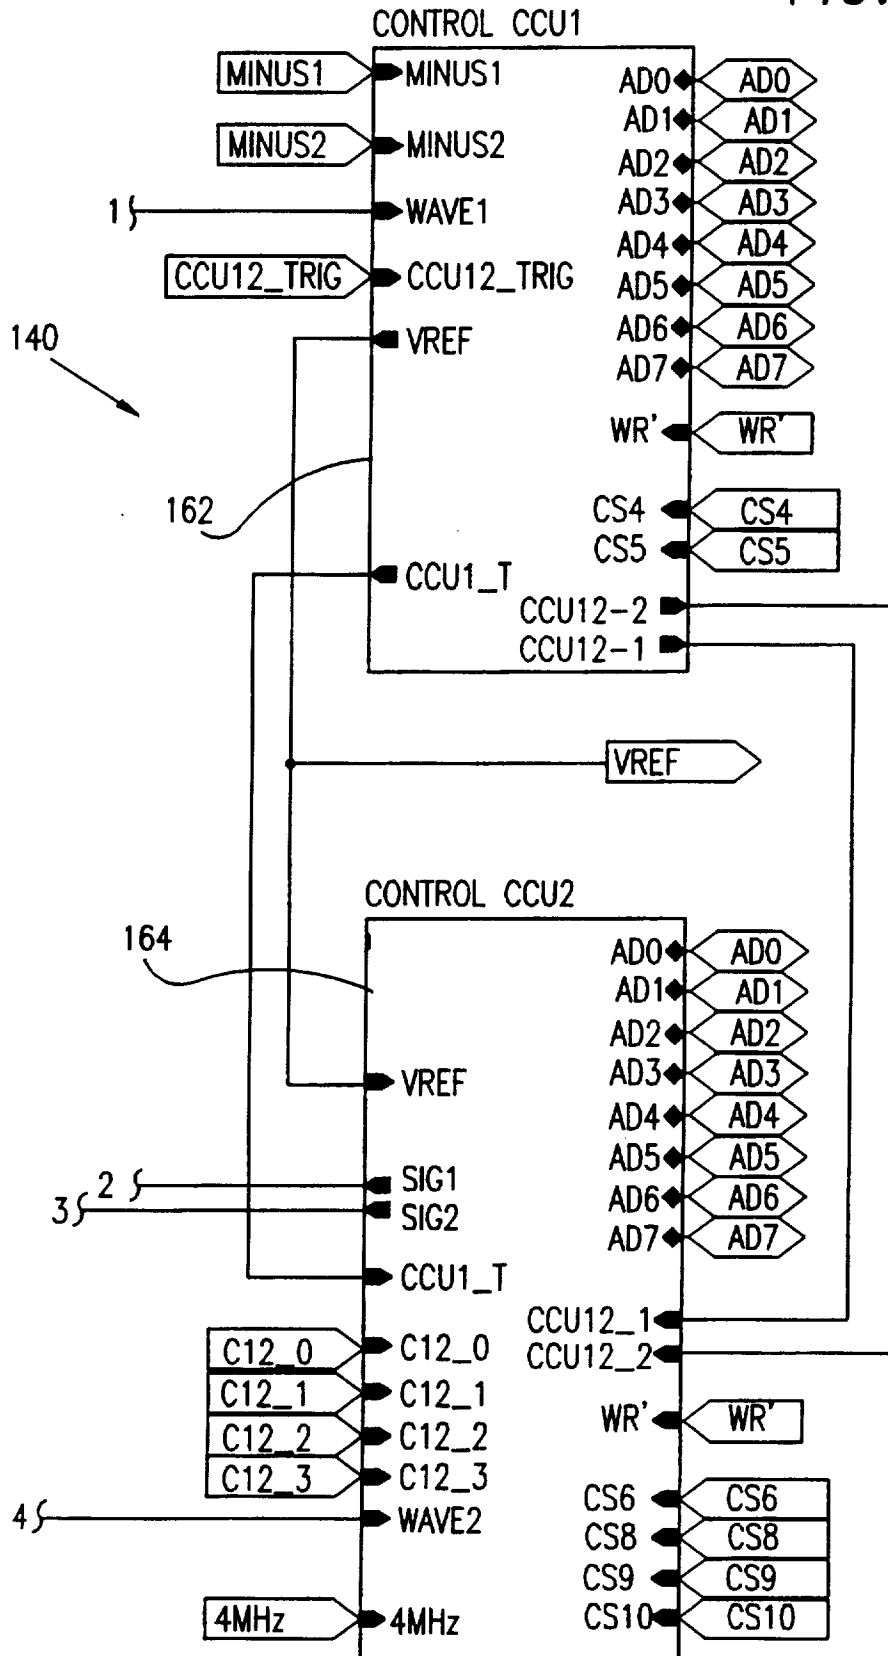 FIG.
CONTROL CCU1
MINUS1 MINUS1 AD0 AD0
AD1 AD1
MINUS2 MINUS2 AD2 AD2
1 WAVE1 AD3 AD3
AD4 AD4
CCU12_TRIG CCU12_TRIG AD5 AD5
140 VREF AD6 AD6
AD7 AD7
WR' WR'
162 CS4 CS4
CS5 CS5
CCU1_T
CCU12-2
CCU12-1
VREF
CONTROL CCU2
164 AD0 AD0
AD1 AD1
AD2 AD2
VREF AD3 AD3
AD4 AD4
AD5 AD5
2 SIG1 AD6 AD6
3 SIG2 AD7 AD7
CCU1_T
CCU12_1
C12_0 C12_0 CCU12_2
C12_1 C12_1
C12_2 C12_2 WR' WR'
C12_3 C12_3
4 WAVE2 CS6 CS6
CS8 CS8
CS9 CS9
4MHz 4MHz CS10 CS10